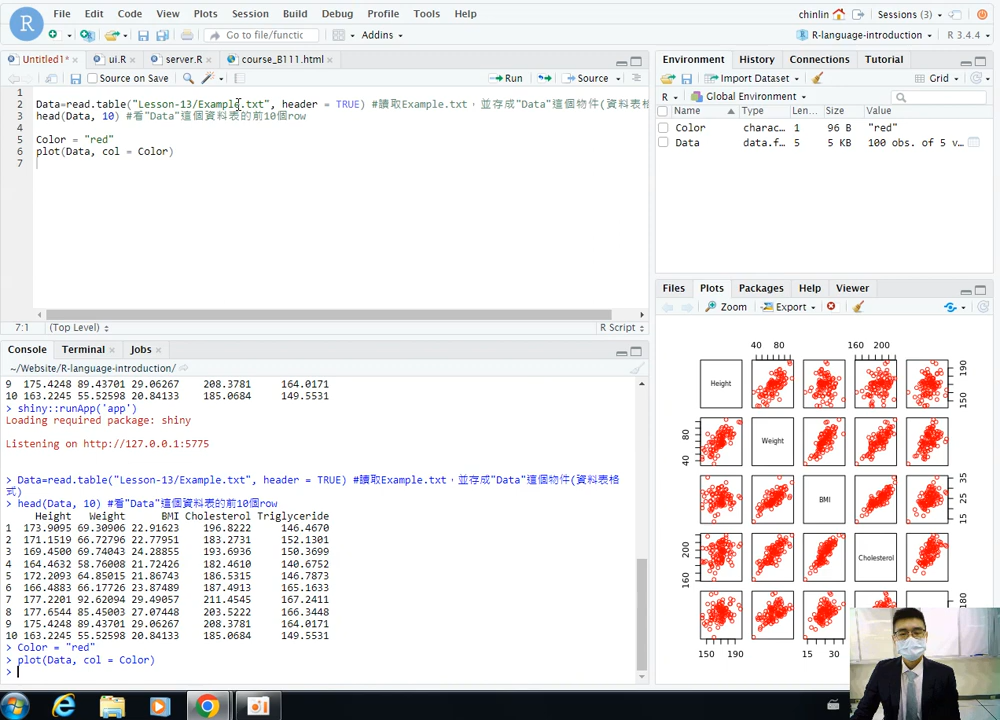 File Edit Code View Plots Session Build Debug Profile Tools Help
chinlin Sessions (3)
R
Go to file/functic Addins
R-language-introduction R 3.4.4
Untitled1* ui.R server.R course_B111.html
Source on Save Run Source
1
2 Data=read.table("Lesson-13/Example.txt", header = TRUE) #讀取Example.txt，並存成"Data"這個物件(資料表格
3 head(Data, 10) #看"Data"這個資料表的前10個row
4
5 Color = "red"
6 plot(Data, col = Color)
7
7:1 (Top Level) R Script
Environment History Connections Tutorial
Import Dataset Grid
R Global Environment
Name Type Len... Size Value
Color charac... 1 96 B "red"
Data data.f... 5 5 KB 100 obs. of 5 v...
Console Terminal Jobs
~/Website/R-language-introduction/
9 175.4248 89.43701 29.06267 208.3781 164.0171
10 163.2245 55.52598 20.84133 185.0684 149.5531
> shiny::runApp('app')
Loading required package: shiny
Listening on http://127.0.0.1:5775
> Data=read.table("Lesson-13/Example.txt", header = TRUE) #讀取Example.txt，並存成"Data"這個物件(資料表格
式)
> head(Data, 10) #看"Data"這個資料表的前10個row
Height Weight BMI Cholesterol Triglyceride
1 173.9095 69.30906 22.91623 196.8222 146.4670
2 171.1519 66.72796 22.77951 183.2731 152.1301
3 169.4500 69.74043 24.28855 193.6936 150.3699
4 164.4632 58.76008 21.72426 182.4610 140.6752
5 172.2093 64.85015 21.86743 186.5315 146.7873
6 166.4883 66.17726 23.87489 187.4913 165.1633
7 177.2201 92.62094 29.49057 211.4545 167.2411
8 177.6544 85.45003 27.07448 203.5222 166.3448
9 175.4248 89.43701 29.06267 208.3781 164.0171
10 163.2245 55.52598 20.84133 185.0684 149.5531
> Color = "red"
> plot(Data, col = Color)
>
Files Plots Packages Help Viewer
Zoom Export
40 80 160 200
Height
150 190
40 80
Weight
BMI
15 25 35
160 200
Cholesterol
180
150 190 15 30